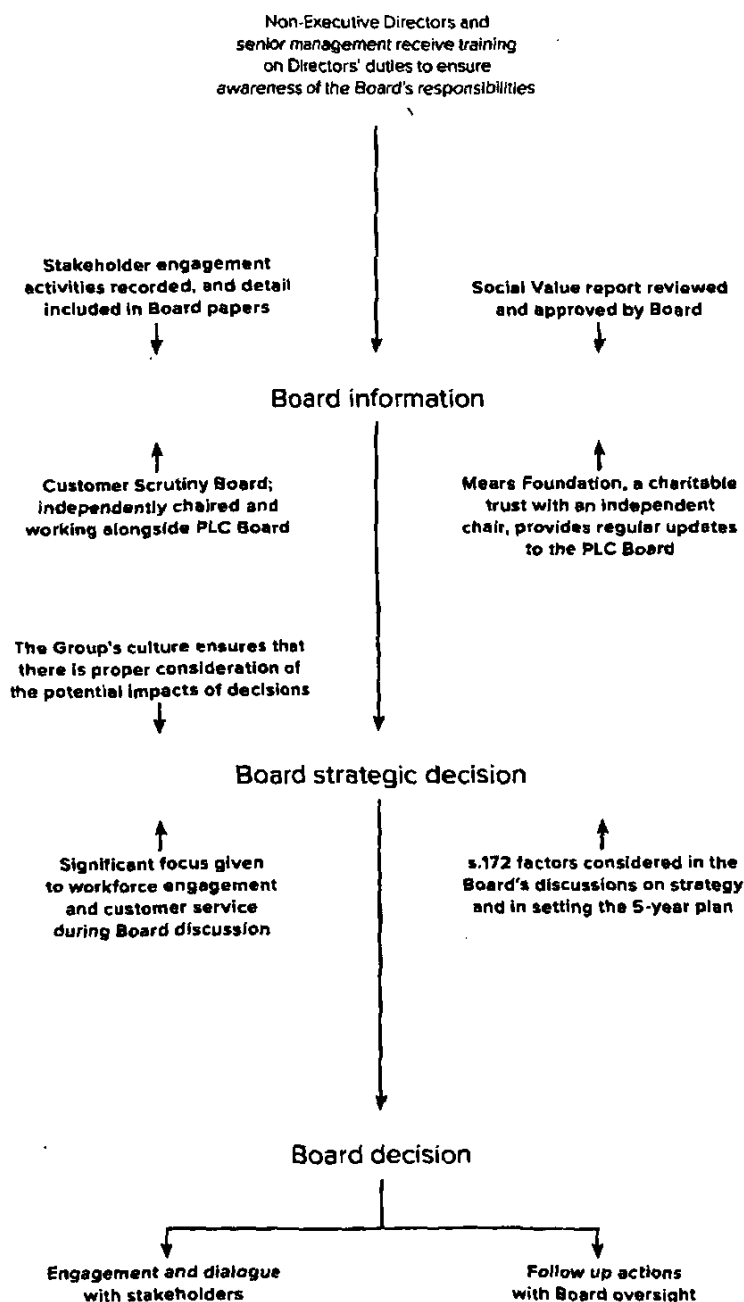 Non-Executive Directors and
senior management receive training
on Directors' duties to ensure
awareness of the Board's responsibilities
Stakeholder engagement
activities recorded, and detail
included in Board papers
Social Value report reviewed
and approved by Board
Board information
Customer Scrutiny Board;
independently chaired and
working alongside PLC Board
Mears Foundation, a charitable
trust with an independent
chair, provides regular updates
to the PLC Board
The Group's culture ensures that
there is proper consideration of
the potential impacts of decisions
Board strategic decision
Significant focus given
to workforce engagement
and customer service
during Board discussion
s.172 factors considered in the
Board's discussions on strategy
and in setting the 5-year plan
Board decision
Engagement and dialogue
with stakeholders
Follow up actions
with Board oversight